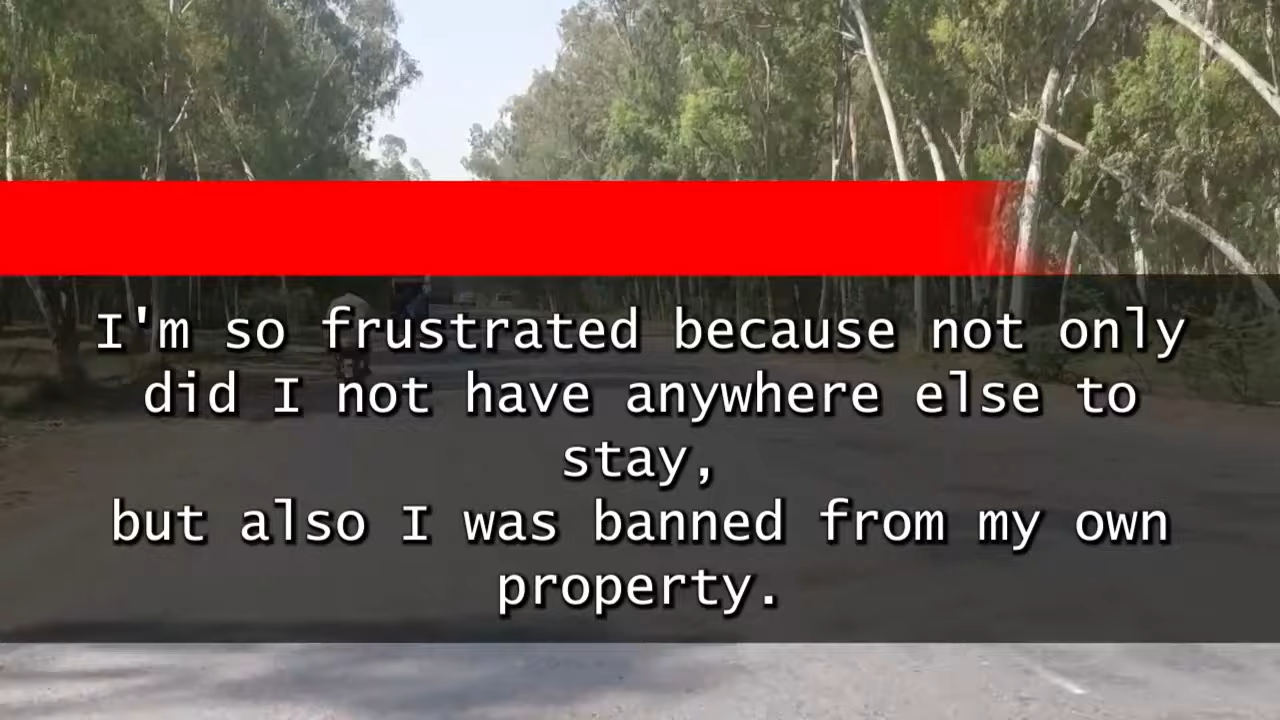 I'm so frustrated because not only
did I not have anywhere else to
stay,
but also I was banned from my own
property.